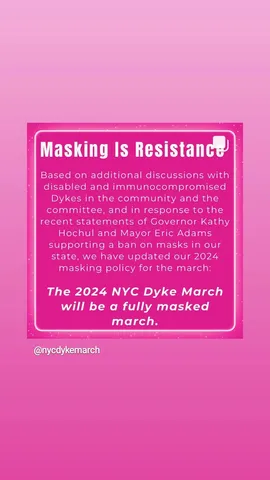 Masking Is Resistance
Based on additional discussions with
disabled and immunocompromised
Dykes in the community and the
committee, and in response to the
recent statements of Governor Kathy
Hochul and Mayor Eric Adams
supporting a ban on masks in our
state, we have updated our 2024
masking policy for the march:
The 2024 NYC Dyke March
will be a fully masked
march.
@nycdykemarch